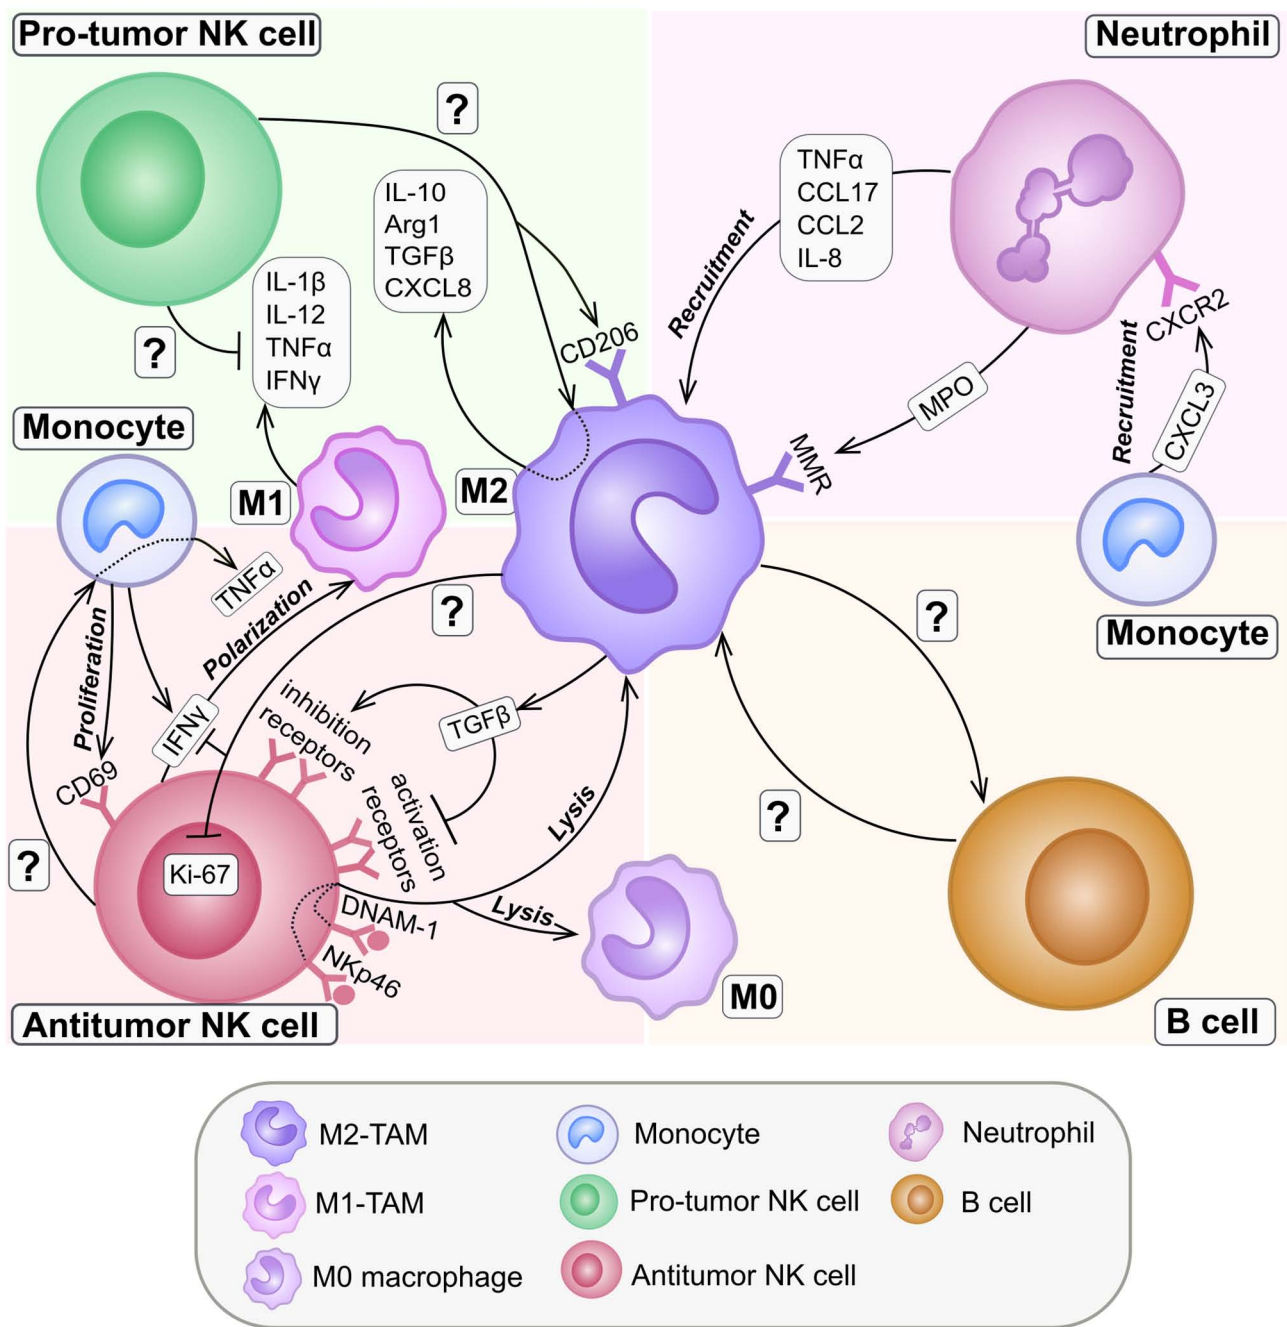 Pro-tumor NK cell
?
IL-10
Arg1
TGFβ
CXCL8
IL-1β
IL-12
TNFα
IFNγ
?
CD206
Monocyte
M1
M2
Neutrophil
TNFα
CCL17
CCL2
IL-8
Recruitment
MPO
MMR
CXCR2
Recruitment
CXCL3
Monocyte
TNFα
Proliferation
Polarization
?
IFNγ
CD69
inhibition
receptors
TGFβ
activation
receptors
Lysis
?
Ki-67
DNAM-1
NKp46
Lysis
M0
Antitumor NK cell
?
?
B cell
M2-TAM
Monocyte
Neutrophil
M1-TAM
Pro-tumor NK cell
B cell
M0 macrophage
Antitumor NK cell